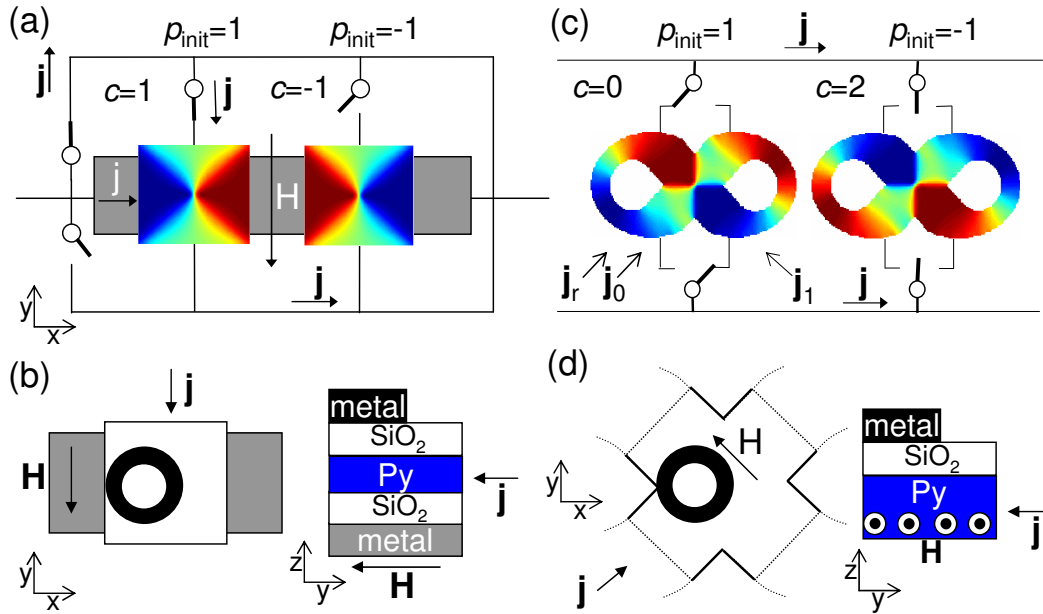 (a)
p_init=1
p_init=-1
j
c=1
j
c=-1
j
H
j
y
x
(b)
j
H
y
x
metal
SiO₂
Py
SiO₂
metal
j
z
y
H
(c)
p_init=1
j
p_init=-1
c=0
c=2
j_r
j_0
j_1
j
(d)
H
y
x
j
metal
SiO₂
Py
H
j
z
y